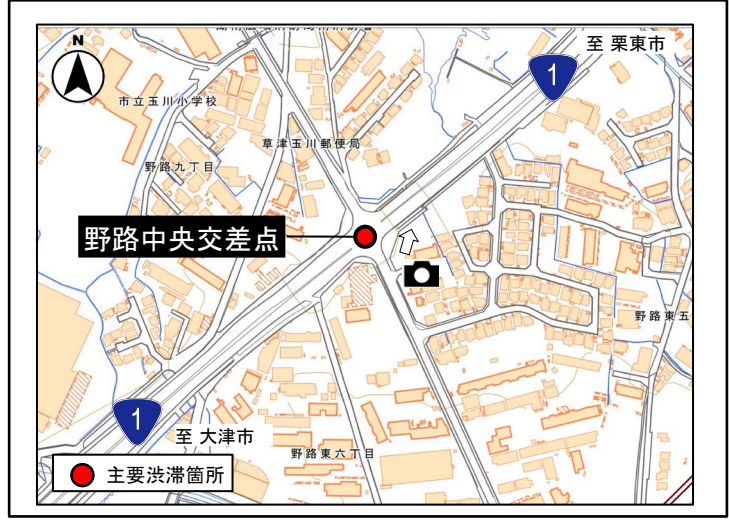 N
至 栗東市
1
市立玉川小学校
草津玉川郵便局
野路九丁目
野路中央交差点
野路東五
1
至 大津市
野路東六丁目
主要渋滞箇所